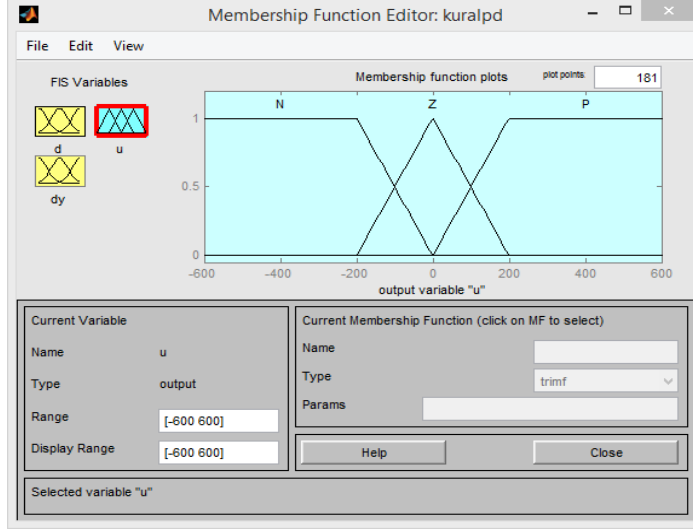 Membership Function Editor: kuralpd
File Edit View
FIS Variables
Membership function plots
plot points:
181
d
u
dy
N
Z
P
1
0.5
0
-600 -400 -200 0 200 400 600
output variable "u"
Current Variable
Name u
Type output
Range [-600 600]
Display Range [-600 600]
Current Membership Function (click on MF to select)
Name
Type trimf
Params
Help
Close
Selected variable "u"